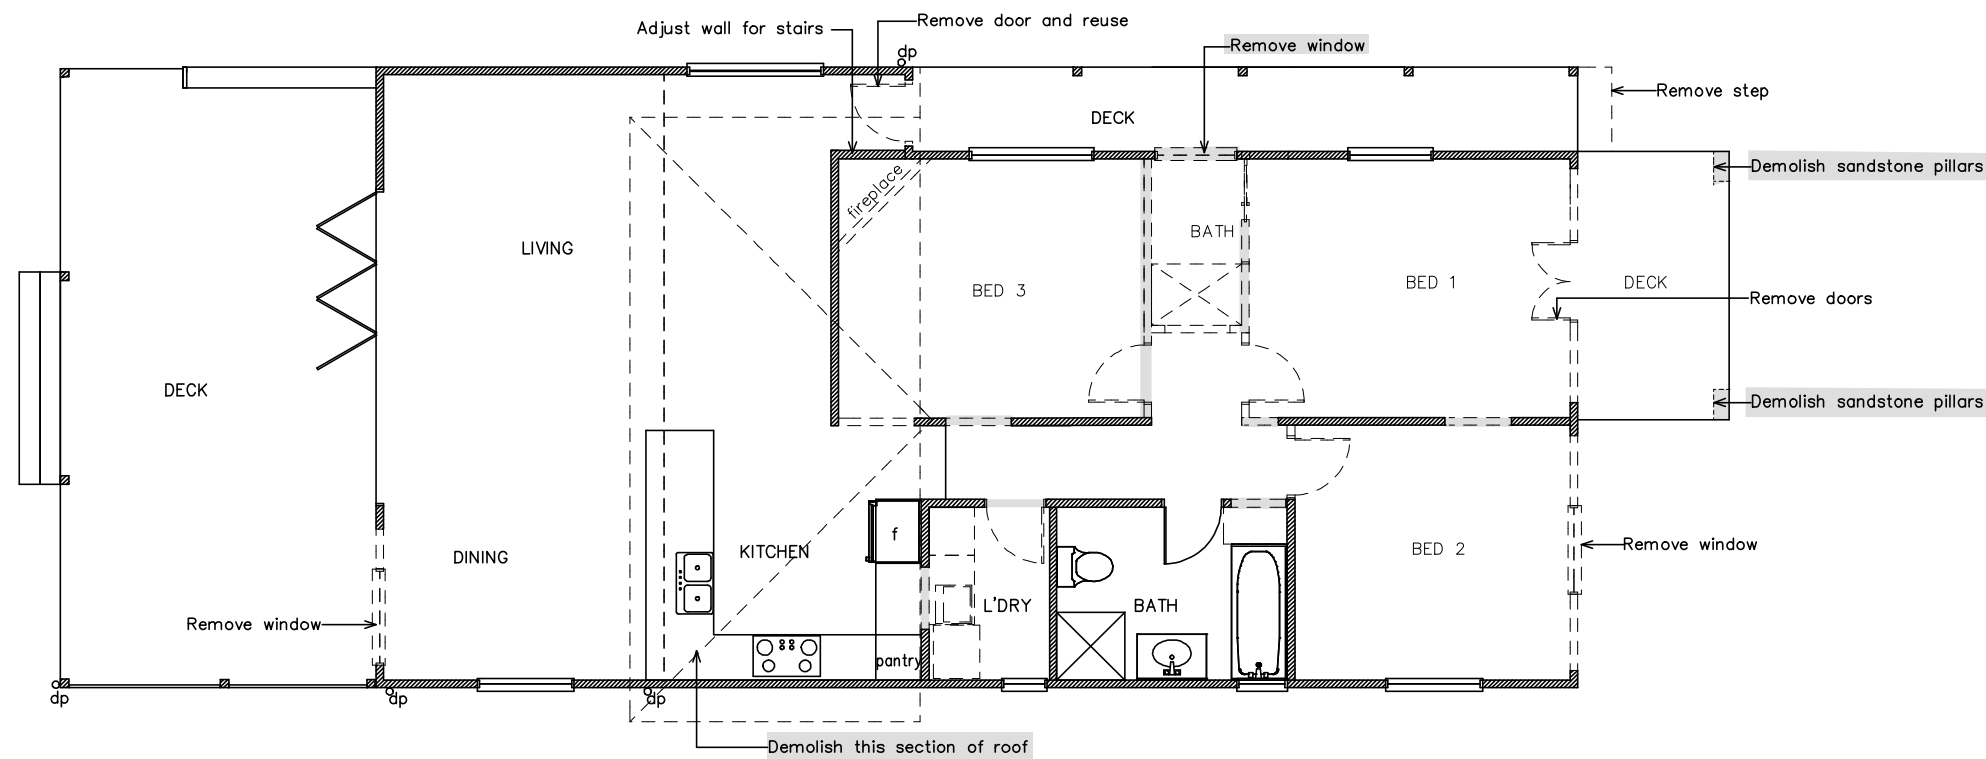 Remove door and reuse
Adjust wall for stairs
Remove window
dp
Remove step
DECK
Demolish sandstone pillars
fireplace
BATH
LIVING
BED 3
BED 1
DECK
Remove doors
DECK
Demolish sandstone pillars
f
KITCHEN
DINING
BED 2
Remove window
L'DRY
BATH
Remove window
pantry
dp
dp
dp
Demolish this section of roof